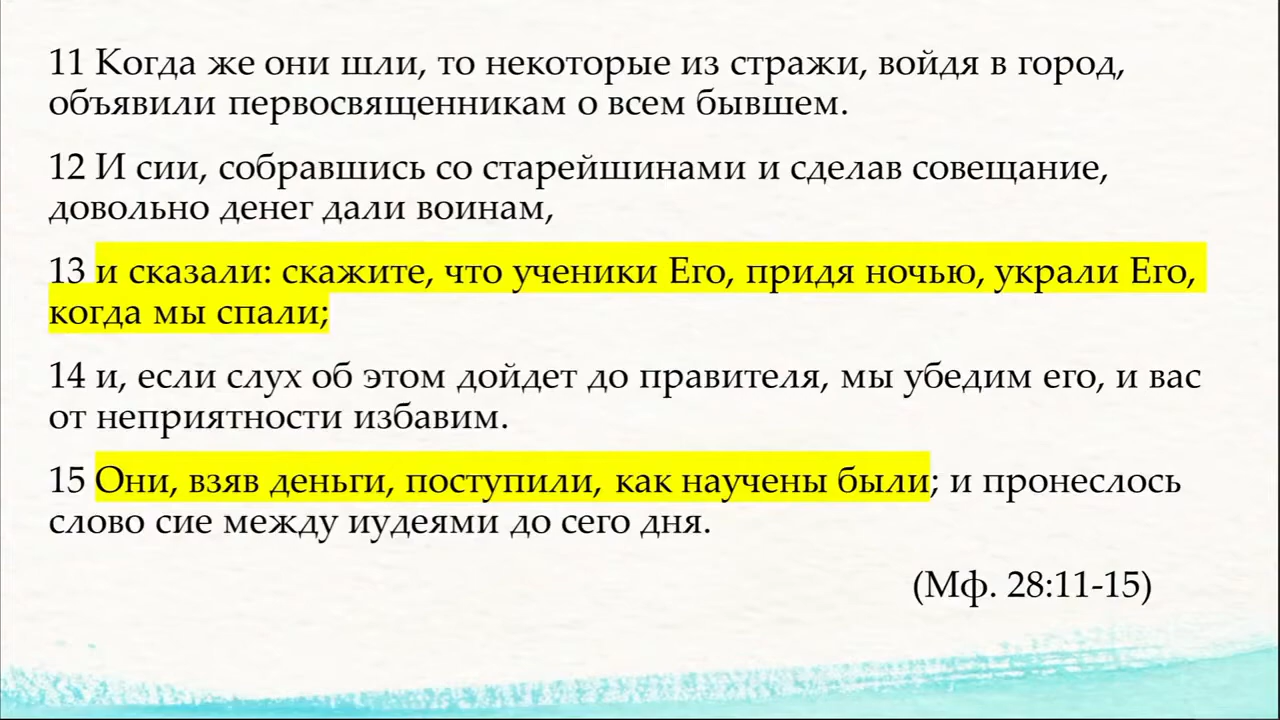 11 Когда же они шли, то некоторые из стражи, войдя в город,
объявили первосвященникам о всем бывшем.
12 И сии, собравшись со старейшинами и сделав совещание,
довольно денег дали воинам,
13 и сказали: скажите, что ученики Его, придя ночью, украли Его,
когда мы спали;
14 и, если слух об этом дойдет до правителя, мы убедим его, и вас
от неприятности избавим.
15 Они, взяв деньги, поступили, как научены были; и пронеслось
слово сие между иудеями до сего дня.
(Мф. 28:11-15)